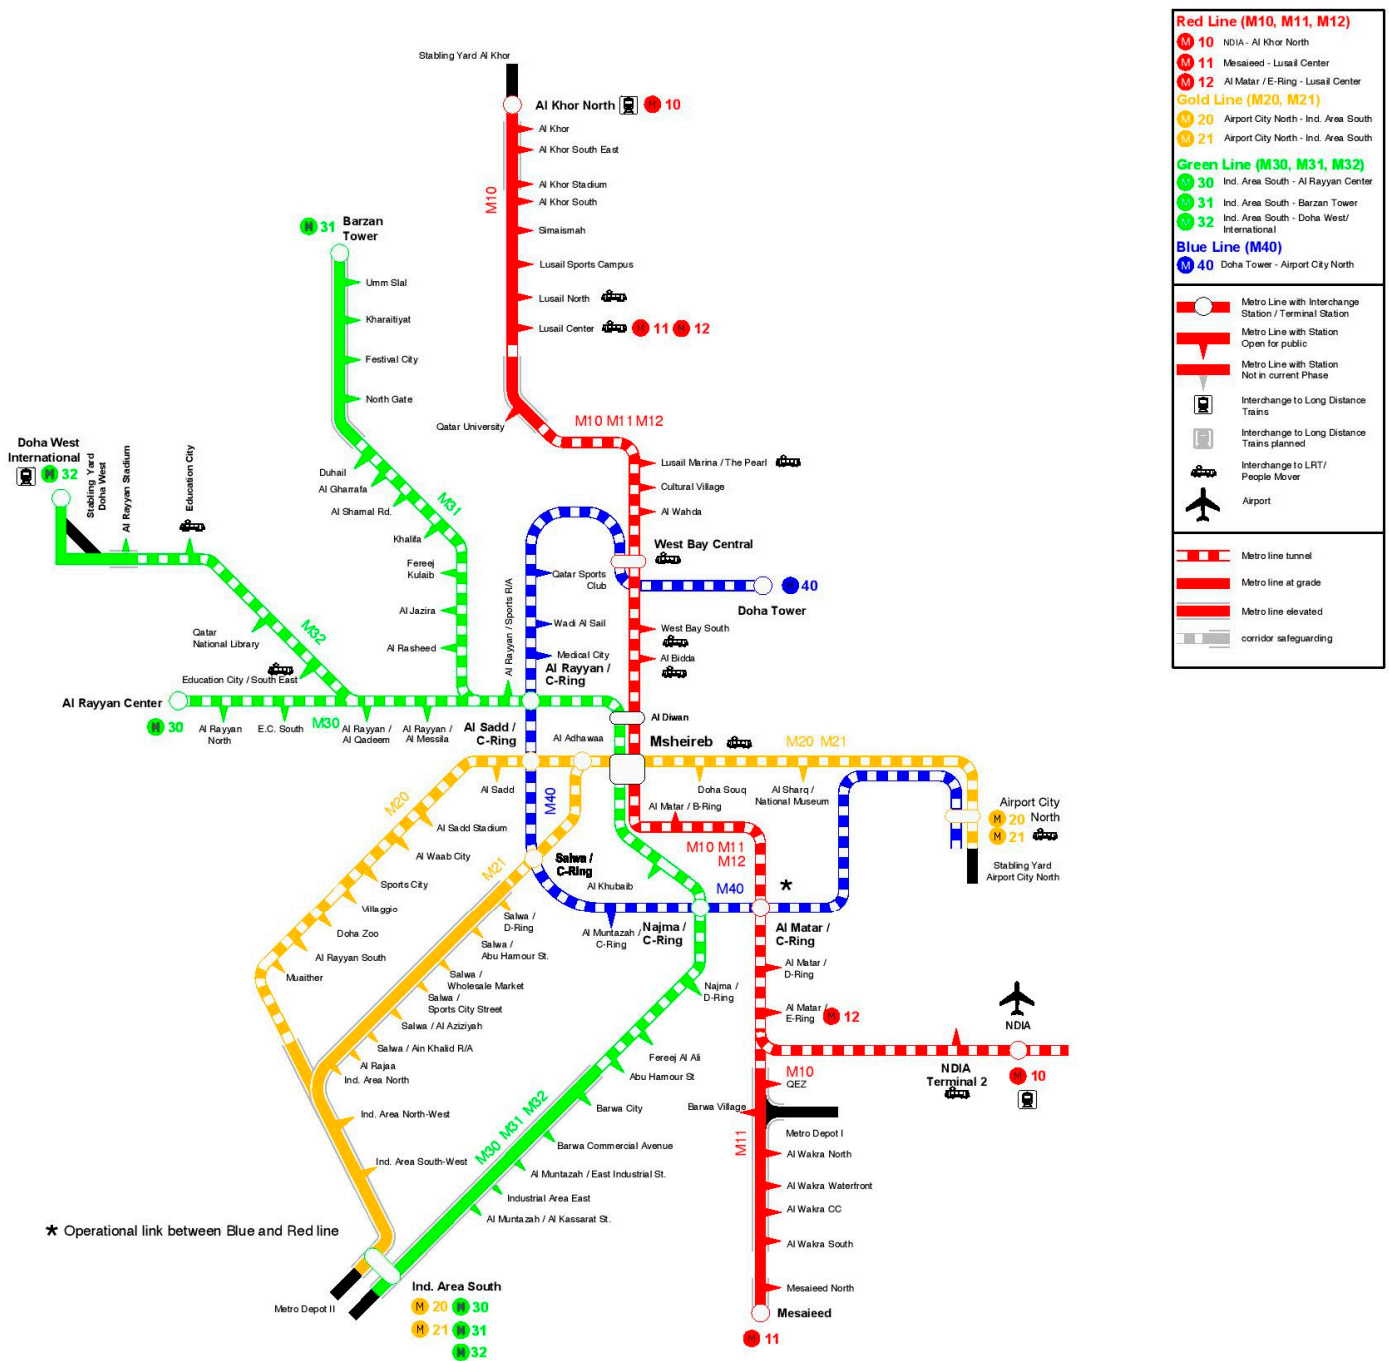 Red Line (M10, M11, M12)
M 10 NDIA - Al Khor North
M 11 Mesaieed - Lusail Center
M 12 Al Matar / E-Ring - Lusail Center
Gold Line (M20, M21)
M 20 Airport City North - Ind. Area South
M 21 Airport City North - Ind. Area South
Green Line (M30, M31, M32)
M 30 Ind. Area South - Al Rayyan Center
M 31 Ind. Area South - Barzan Tower
M 32 Ind. Area South - Doha West/
International
Blue Line (M40)
M 40 Doha Tower - Airport City North
Metro Line with Interchange
Station / Terminal Station
Metro Line with Station
Open for public
Metro Line with Station
Not in current Phase
Interchange to Long Distance
Trains
Interchange to Long Distance
Trains planned
Interchange to LRT/
People Mover
Airport
Metro line tunnel
Metro line at grade
Metro line elevated
corridor safeguarding
Stabling Yard Al Khor
Al Khor North M 10
Al Khor
Al Khor South East
M10
Al Khor Stadium
Al Khor South
Simaismah
Lusail Sports Campus
Lusail North
Lusail Center M 11 M 12
Qatar University
M10 M11 M12
Lusail Marina / The Pearl
Cultural Village
Al Wahda
West Bay Central
M 40
Doha Tower
West Bay South
Al Bidda
Al Diwan
Msheireb
M 31 Barzan
Tower
Umm Slal
Kharaitiyat
Festival City
North Gate
Duhail
Al Gharrafa
Al Shamal Rd.
M31
Khalifa
Fereej
Kulaib
Al Jazira
Al Rasheed
Doha West
International
M 32
Stabling Yard
Doha West
Al Rayyan Stadium
Education City
Qatar
National Library
M32
Education City / South East
Al Rayyan Center
M 30
Al Rayyan
North
E.C. South
M30
Al Rayyan /
Al Qadeem
Al Rayyan /
Al Messila
Al Rayyan / Sports R/A
Qatar Sports
Club
Wadi Al Sail
Medical City
Al Rayyan /
C-Ring
Al Sadd /
C-Ring
Al Adhawaa
M20 M21
Doha Souq
Al Sharq /
National Museum
Airport City
North
M 20
M 21
Stabling Yard
Airport City North
Al Sadd
M20
Al Sadd Stadium
Al Waab City
Sports City
Villaggio
Doha Zoo
Al Rayyan South
Muaither
M40
M21
Salwa /
C-Ring
Salwa /
D-Ring
Salwa /
Abu Hamour St.
Salwa /
Wholesale Market
Salwa /
Sports City Street
Salwa / Al Aziziyah
Salwa / Ain Khalid R/A
Al Rajaa
Ind. Area North
Ind. Area North-West
Ind. Area South-West
Al Matar / B-Ring
M10 M11
M12
Al Khubaib
M40
*
Al Muntazah /
C-Ring
Najma /
C-Ring
Al Matar /
C-Ring
Najma /
D-Ring
Al Matar /
D-Ring
Al Matar /
E-Ring M 12
Fereej Al Ali
Abu Hamour St
Barwa City
Barwa Commercial Avenue
Al Muntazah / East Industrial St.
Industrial Area East
Al Muntazah / Al Kassarat St.
M30 M31 M32
NDIA
NDIA
Terminal 2
M 10
M10
QEZ
Barwa Village
Metro Depot I
M11
Al Wakra North
Al Wakra Waterfront
Al Wakra CC
Al Wakra South
Mesaieed North
Mesaieed
M 11
* Operational link between Blue and Red line
Metro Depot II
Ind. Area South
M 20 M 30
M 21 M 31
M 32